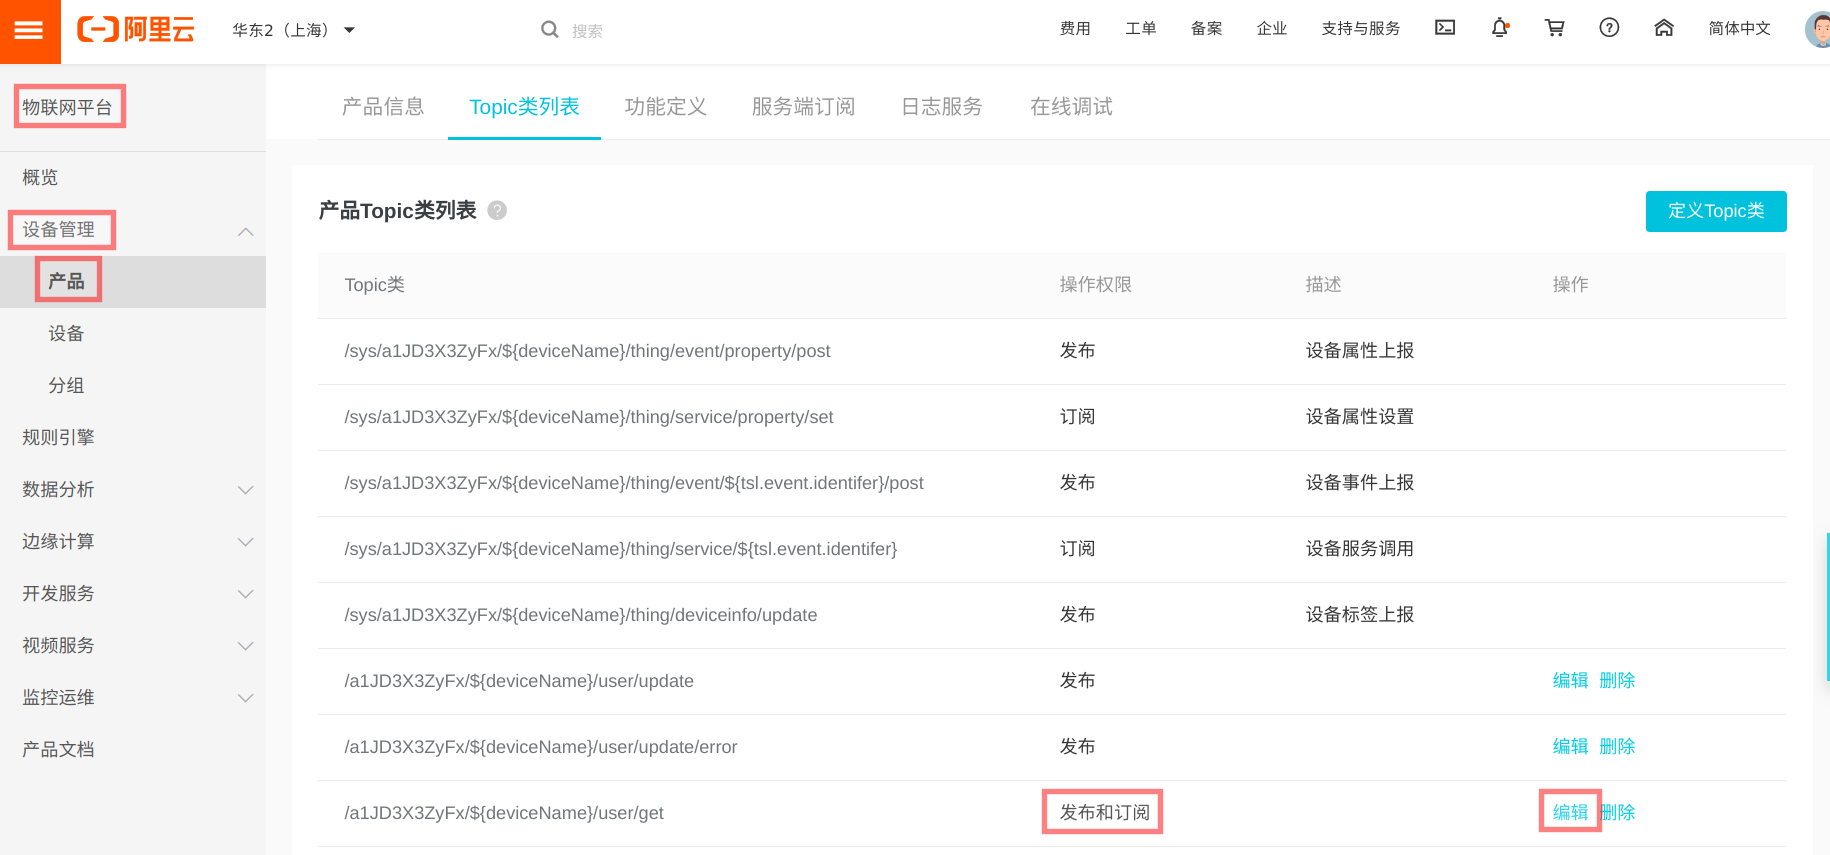 阿里云 华东2（上海） 搜索 费用 工单 备案 企业 支持与服务 简体中文
物联网平台
概览
设备管理
产品
设备
分组
规则引擎
数据分析
边缘计算
开发服务
视频服务
监控运维
产品文档
产品信息 Topic类列表 功能定义 服务端订阅 日志服务 在线调试
产品Topic类列表 ? 定义Topic类
Topic类 操作权限 描述 操作
/sys/a1JD3X3ZyFx/${deviceName}/thing/event/property/post 发布 设备属性上报
/sys/a1JD3X3ZyFx/${deviceName}/thing/service/property/set 订阅 设备属性设置
/sys/a1JD3X3ZyFx/${deviceName}/thing/event/${tsl.event.identifer}/post 发布 设备事件上报
/sys/a1JD3X3ZyFx/${deviceName}/thing/service/${tsl.event.identifer} 订阅 设备服务调用
/sys/a1JD3X3ZyFx/${deviceName}/thing/deviceinfo/update 发布 设备标签上报
/a1JD3X3ZyFx/${deviceName}/user/update 发布 编辑 删除
/a1JD3X3ZyFx/${deviceName}/user/update/error 发布 编辑 删除
/a1JD3X3ZyFx/${deviceName}/user/get 发布和订阅 编辑 删除